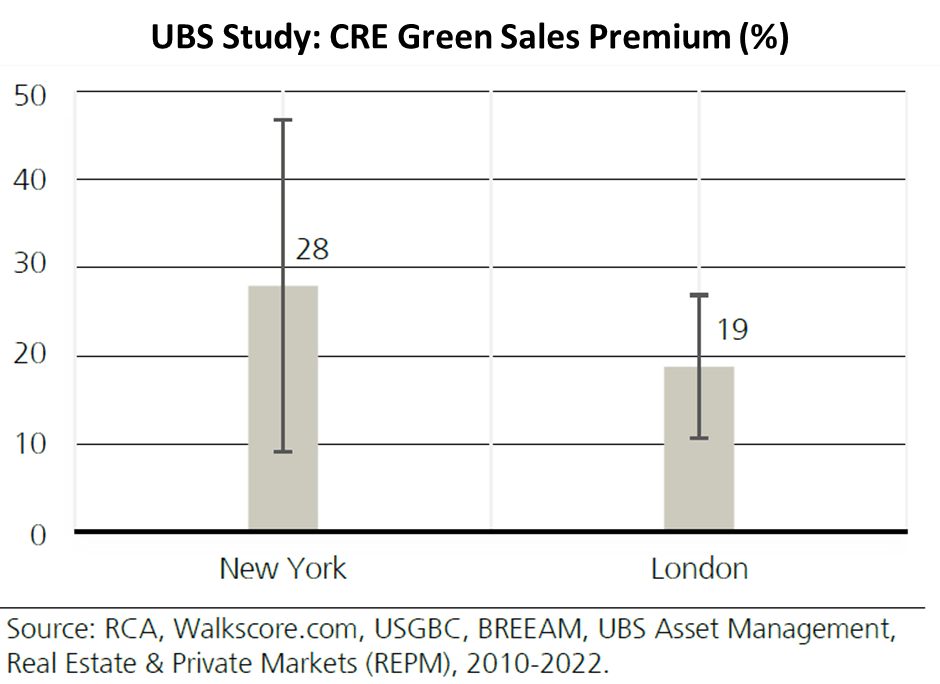 UBS Study: CRE Green Sales Premium (%)
50
40
30
20
10
0
28
19
New York
London
Source: RCA, Walkscore.com, USGBC, BREEAM, UBS Asset Management,
Real Estate & Private Markets (REPM), 2010-2022.